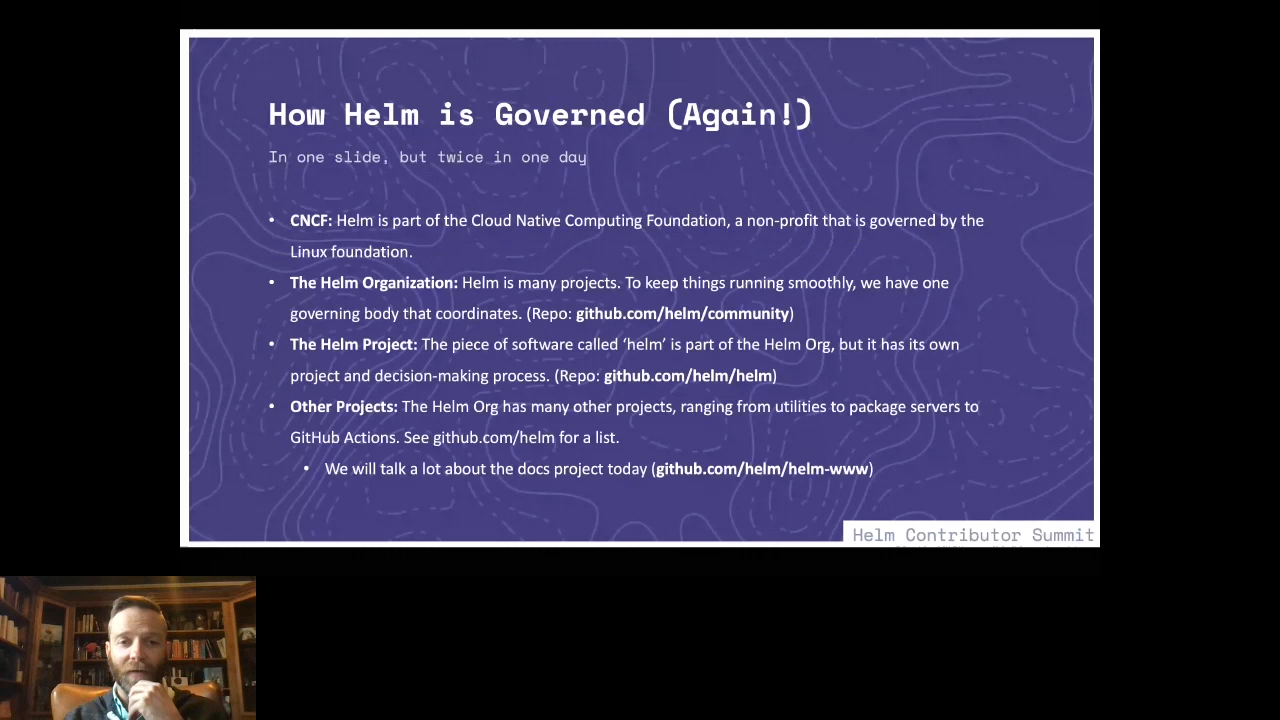 How Helm is Governed (Again!)
In one slide, but twice in one day
• CNCF: Helm is part of the Cloud Native Computing Foundation, a non-profit that is governed by the
Linux foundation.
• The Helm Organization: Helm is many projects. To keep things running smoothly, we have one
governing body that coordinates. (Repo: github.com/helm/community)
• The Helm Project: The piece of software called ‘helm’ is part of the Helm Org, but it has its own
project and decision-making process. (Repo: github.com/helm/helm)
• Other Projects: The Helm Org has many other projects, ranging from utilities to package servers to
GitHub Actions. See github.com/helm for a list.
• We will talk a lot about the docs project today (github.com/helm/helm-www)
Helm Contributor Summit